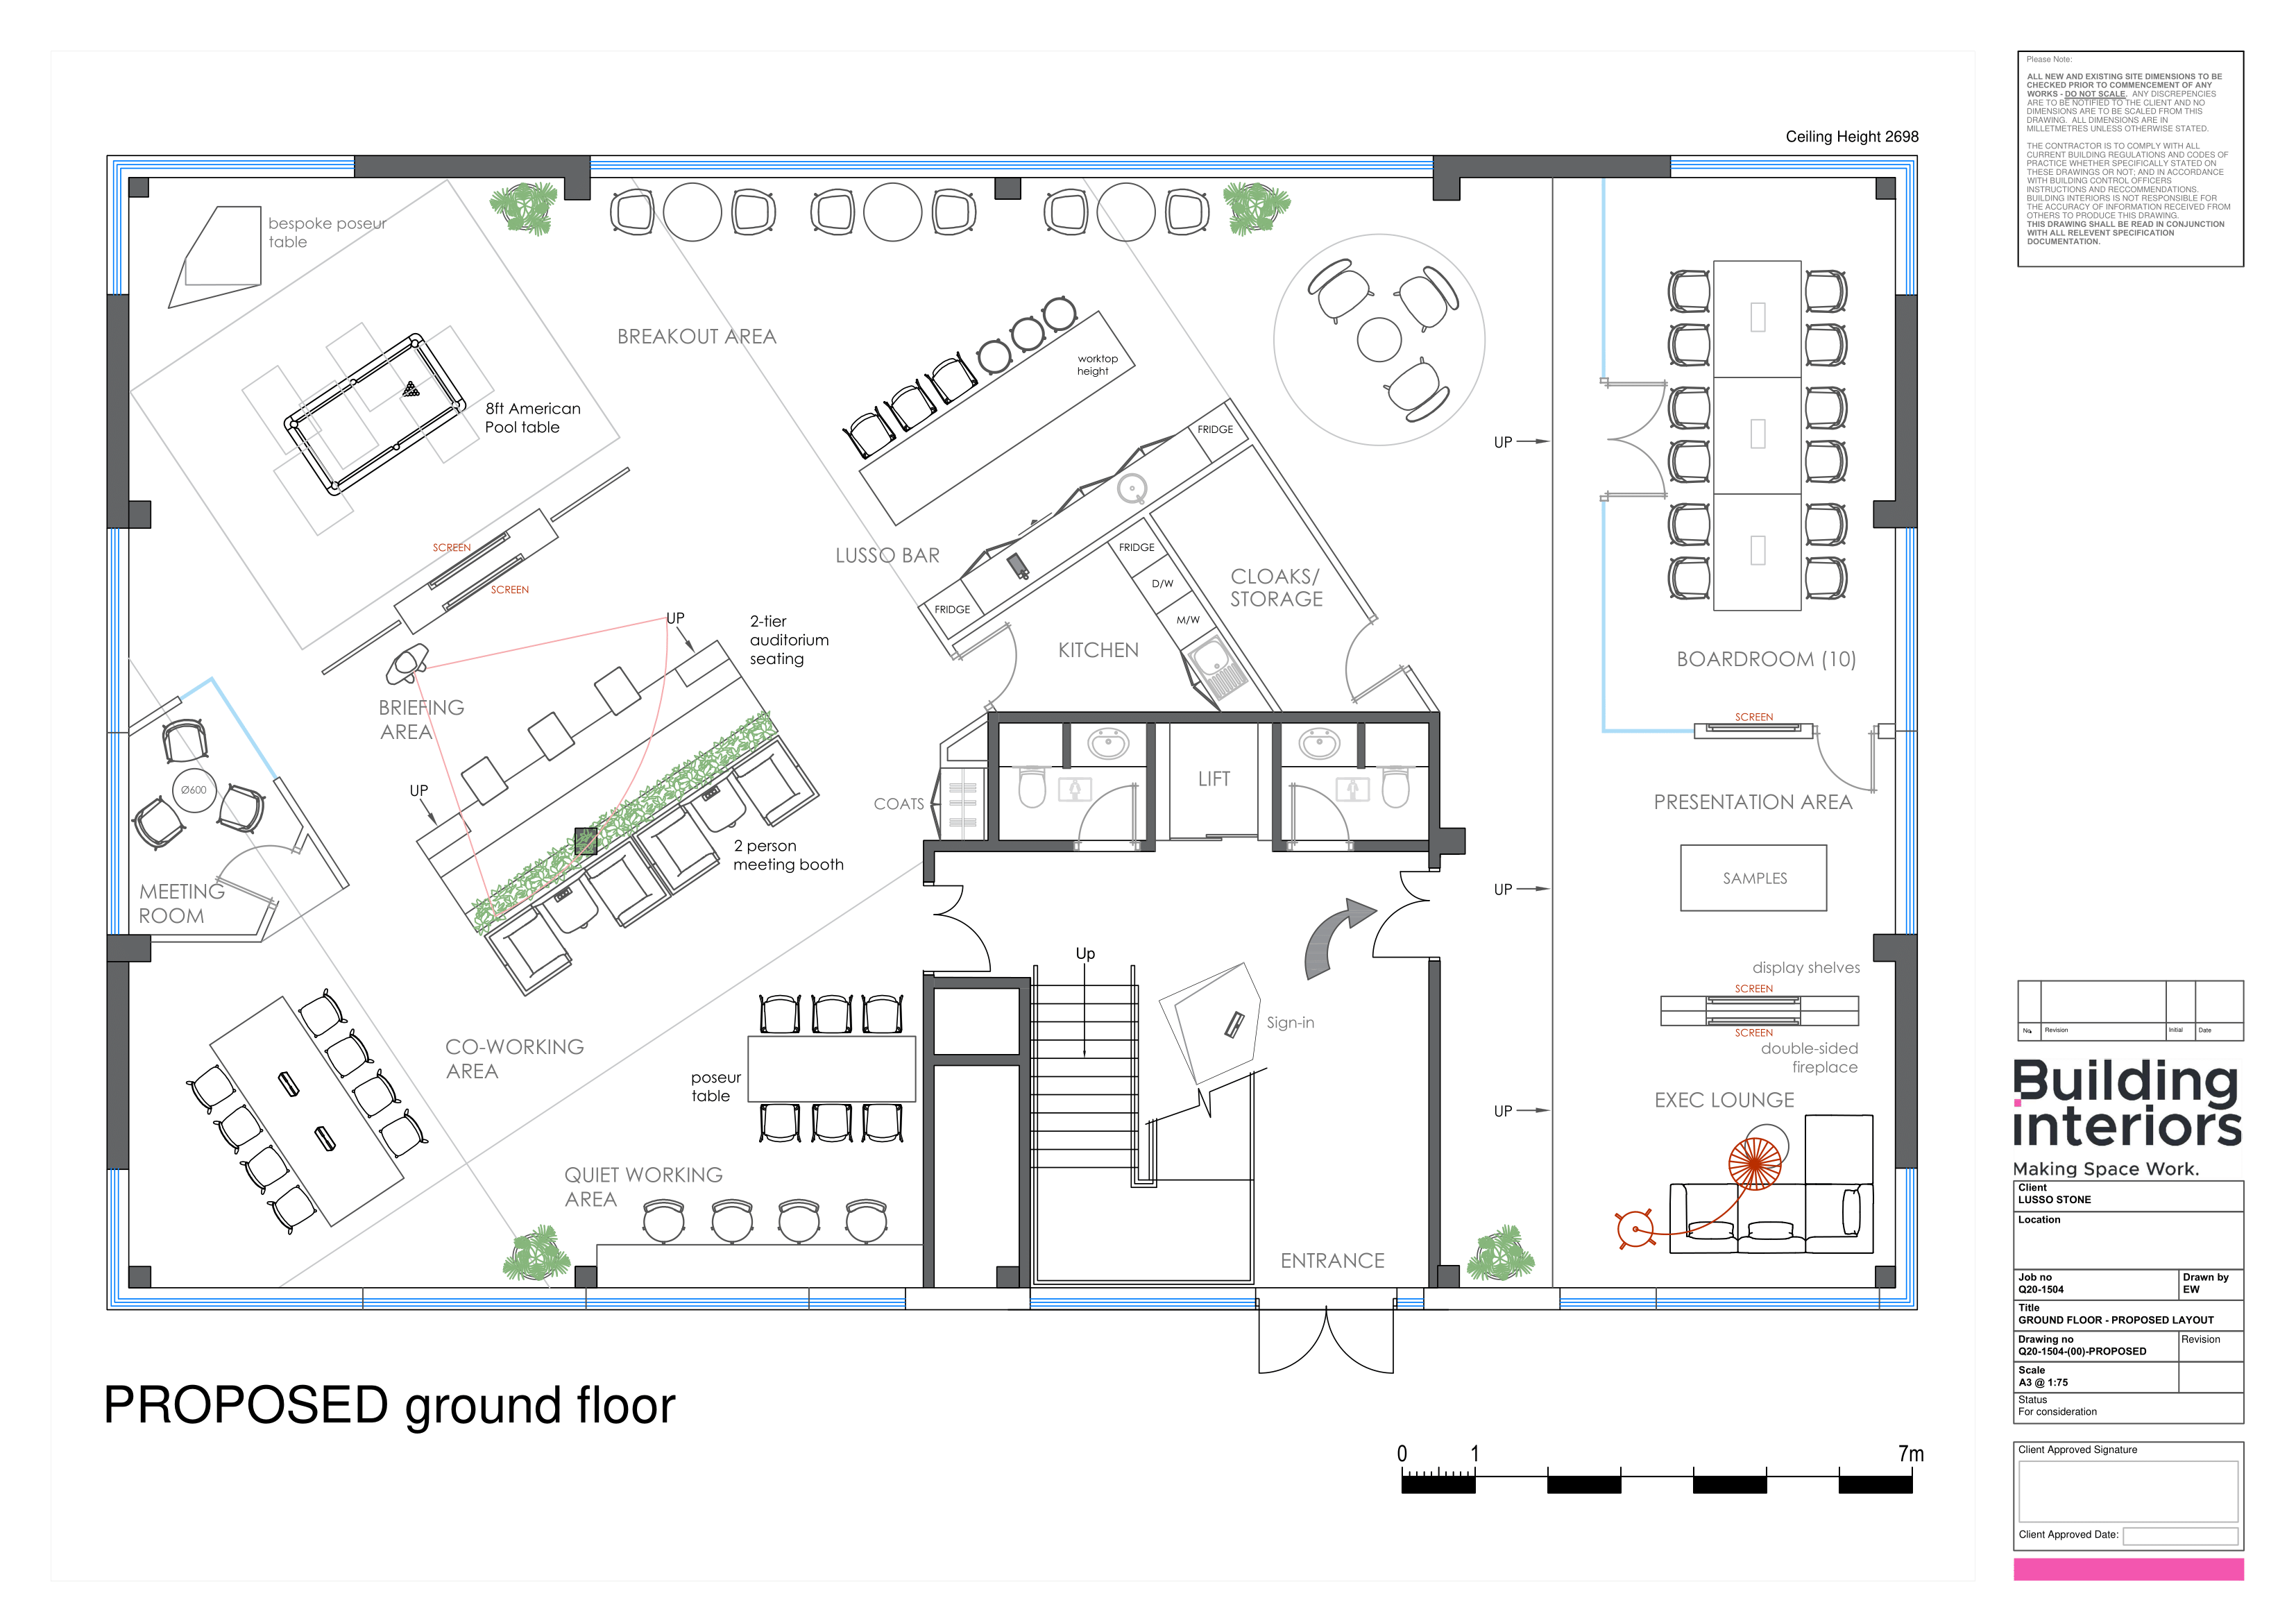 Please Note:
ALL NEW AND EXISTING SITE DIMENSIONS TO BE
CHECKED PRIOR TO COMMENCEMENT OF ANY
WORKS - DO NOT SCALE. ANY DISCREPENCIES
ARE TO BE NOTIFIED TO THE CLIENT AND NO
DIMENSIONS ARE TO BE SCALED FROM THIS
DRAWING. ALL DIMENSIONS ARE IN
MILLETMETRES UNLESS OTHERWISE STATED.
THE CONTRACTOR IS TO COMPLY WITH ALL
CURRENT BUILDING REGULATIONS AND CODES OF
PRACTICE WHETHER SPECIFICALLY STATED ON
THESE DRAWINGS OR NOT; AND IN ACCORDANCE
WITH BUILDING CONTROL OFFICERS
INSTRUCTIONS AND RECCOMMENDATIONS.
BUILDING INTERIORS IS NOT RESPONSIBLE FOR
THE ACCURACY OF INFORMATION RECEIVED FROM
OTHERS TO PRODUCE THIS DRAWING.
THIS DRAWING SHALL BE READ IN CONJUNCTION
WITH ALL RELEVENT SPECIFICATION
DOCUMENTATION.
Ceiling Height 2698
bespoke poseur
table
BREAKOUT AREA
worktop
height
8ft American
Pool table
FRIDGE
UP
SCREEN
SCREEN
LUSSO BAR
FRIDGE
D/W
M/W
FRIDGE
CLOAKS/
STORAGE
KITCHEN
UP
2-tier
auditorium
seating
BOARDROOM (10)
BRIEFING
AREA
SCREEN
UP
Ø600
COATS
LIFT
PRESENTATION AREA
2 person
meeting booth
SAMPLES
MEETING
ROOM
UP
Up
display shelves
SCREEN
Sign-in
SCREEN
double-sided
fireplace
CO-WORKING
AREA
poseur
table
UP
EXEC LOUNGE
QUIET WORKING
AREA
ENTRANCE
PROPOSED ground floor
0 1 7m
No. Revision Initial Date
Building
interiors
Making Space Work.
Client
LUSSO STONE
Location
Job no Drawn by
Q20-1504 EW
Title
GROUND FLOOR - PROPOSED LAYOUT
Drawing no Revision
Q20-1504-(00)-PROPOSED
Scale
A3 @ 1:75
Status
For consideration
Client Approved Signature
Client Approved Date: